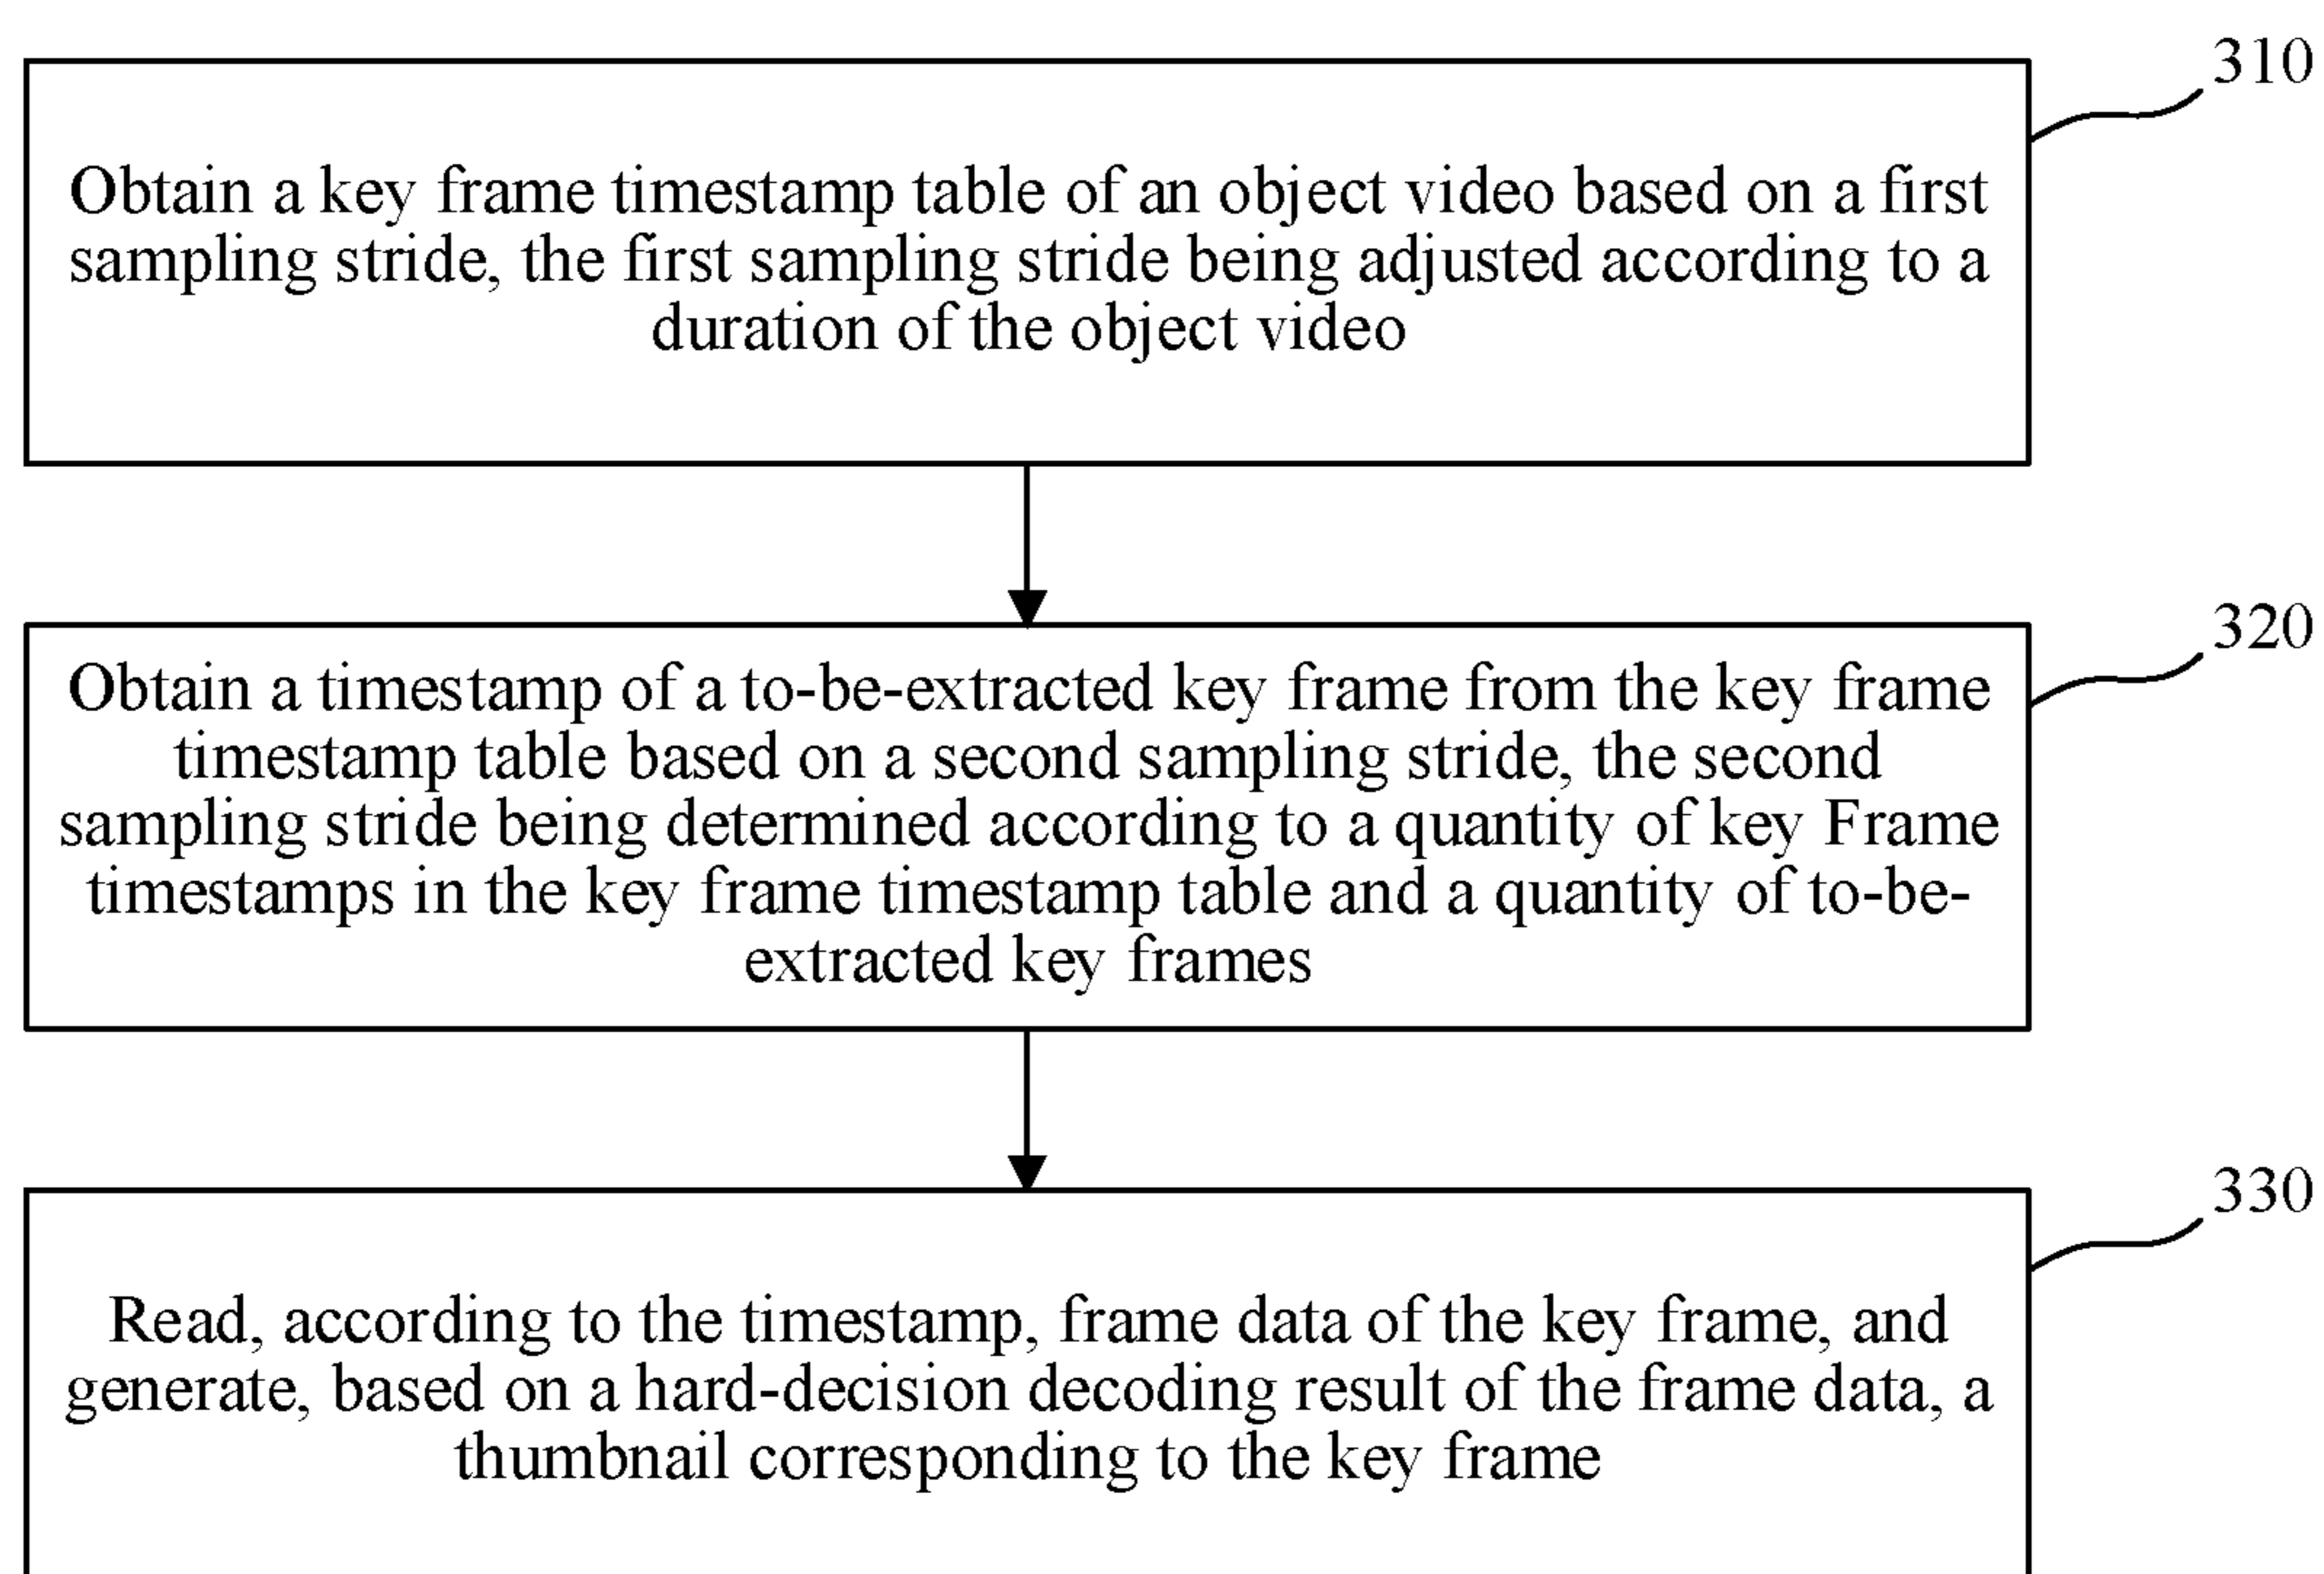 310
Obtain a key frame timestamp table of an object video based on a first
sampling stride, the first sampling stride being adjusted according to a
duration of the object video
320
Obtain a timestamp of a to-be-extracted key frame from the key frame
timestamp table based on a second sampling stride, the second
sampling stride being determined according to a quantity of key Frame
timestamps in the key frame timestamp table and a quantity of to-be-
extracted key frames
330
Read, according to the timestamp, frame data of the key frame, and
generate, based on a hard-decision decoding result of the frame data, a
thumbnail corresponding to the key frame